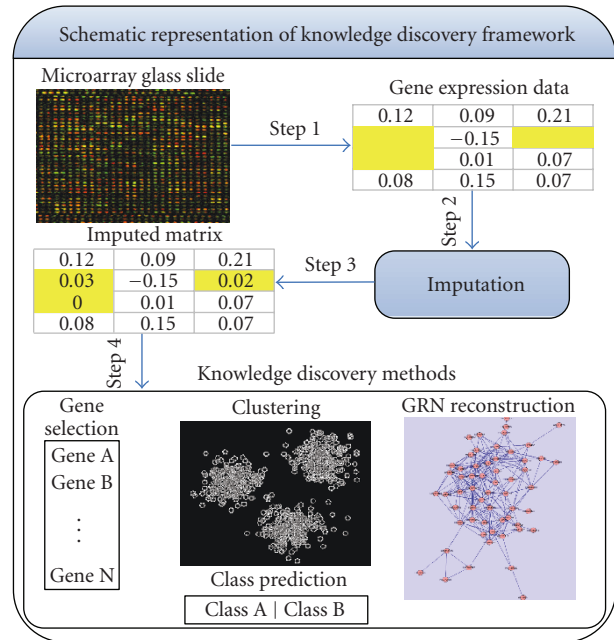 Schematic representation of knowledge discovery framework
Microarray glass slide
Step 1
Gene expression data
0.12 0.09 0.21
−0.15
0.01 0.07
0.08 0.15 0.07
Step 2
Imputation
Step 3
Imputed matrix
0.12 0.09 0.21
0.03 −0.15 0.02
0 0.01 0.07
0.08 0.15 0.07
Step 4
Knowledge discovery methods
Gene
selection
Gene A
Gene B
⋮
Gene N
Clustering
Class prediction
Class A | Class B
GRN reconstruction